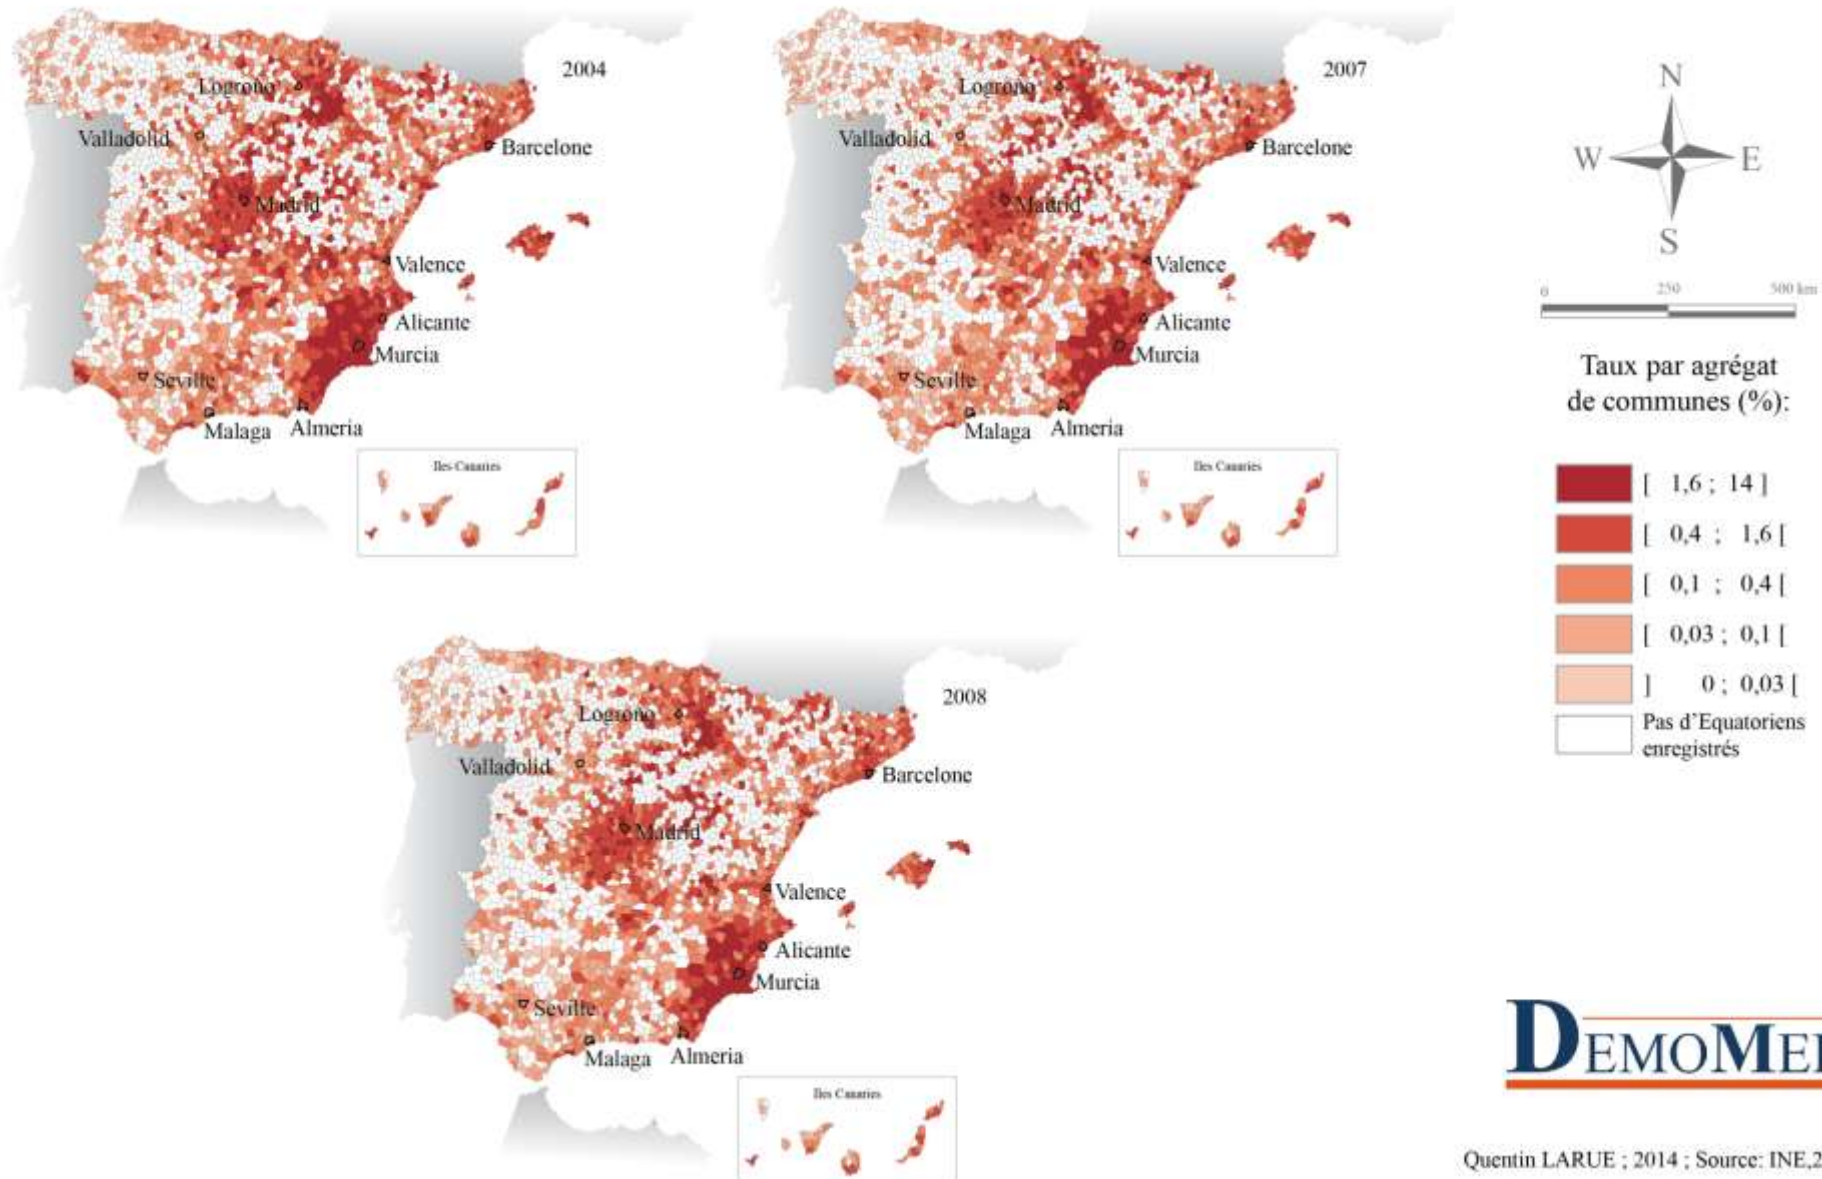 2004
Logroño
Valladolid
Barcelone
Madrid
Valence
Alicante
Murcia
Seville
Malaga
Almeria
Iles Canaries
2007
Logroño
Valladolid
Barcelone
Madrid
Valence
Alicante
Murcia
Seville
Malaga
Almeria
Iles Canaries
2008
Logroño
Valladolid
Barcelone
Madrid
Valence
Alicante
Murcia
Seville
Malaga
Almeria
Iles Canaries
N
W E
S
0 250 500 km
Taux par agrégat
de communes (%):
[ 1,6 ; 14 ]
[ 0,4 ; 1,6 [
[ 0,1 ; 0,4 [
[ 0,03 ; 0,1 [
] 0 ; 0,03 [
Pas d'Equatoriens
enregistrés
DEMOME
Quentin LARUE ; 2014 ; Source: INE,2